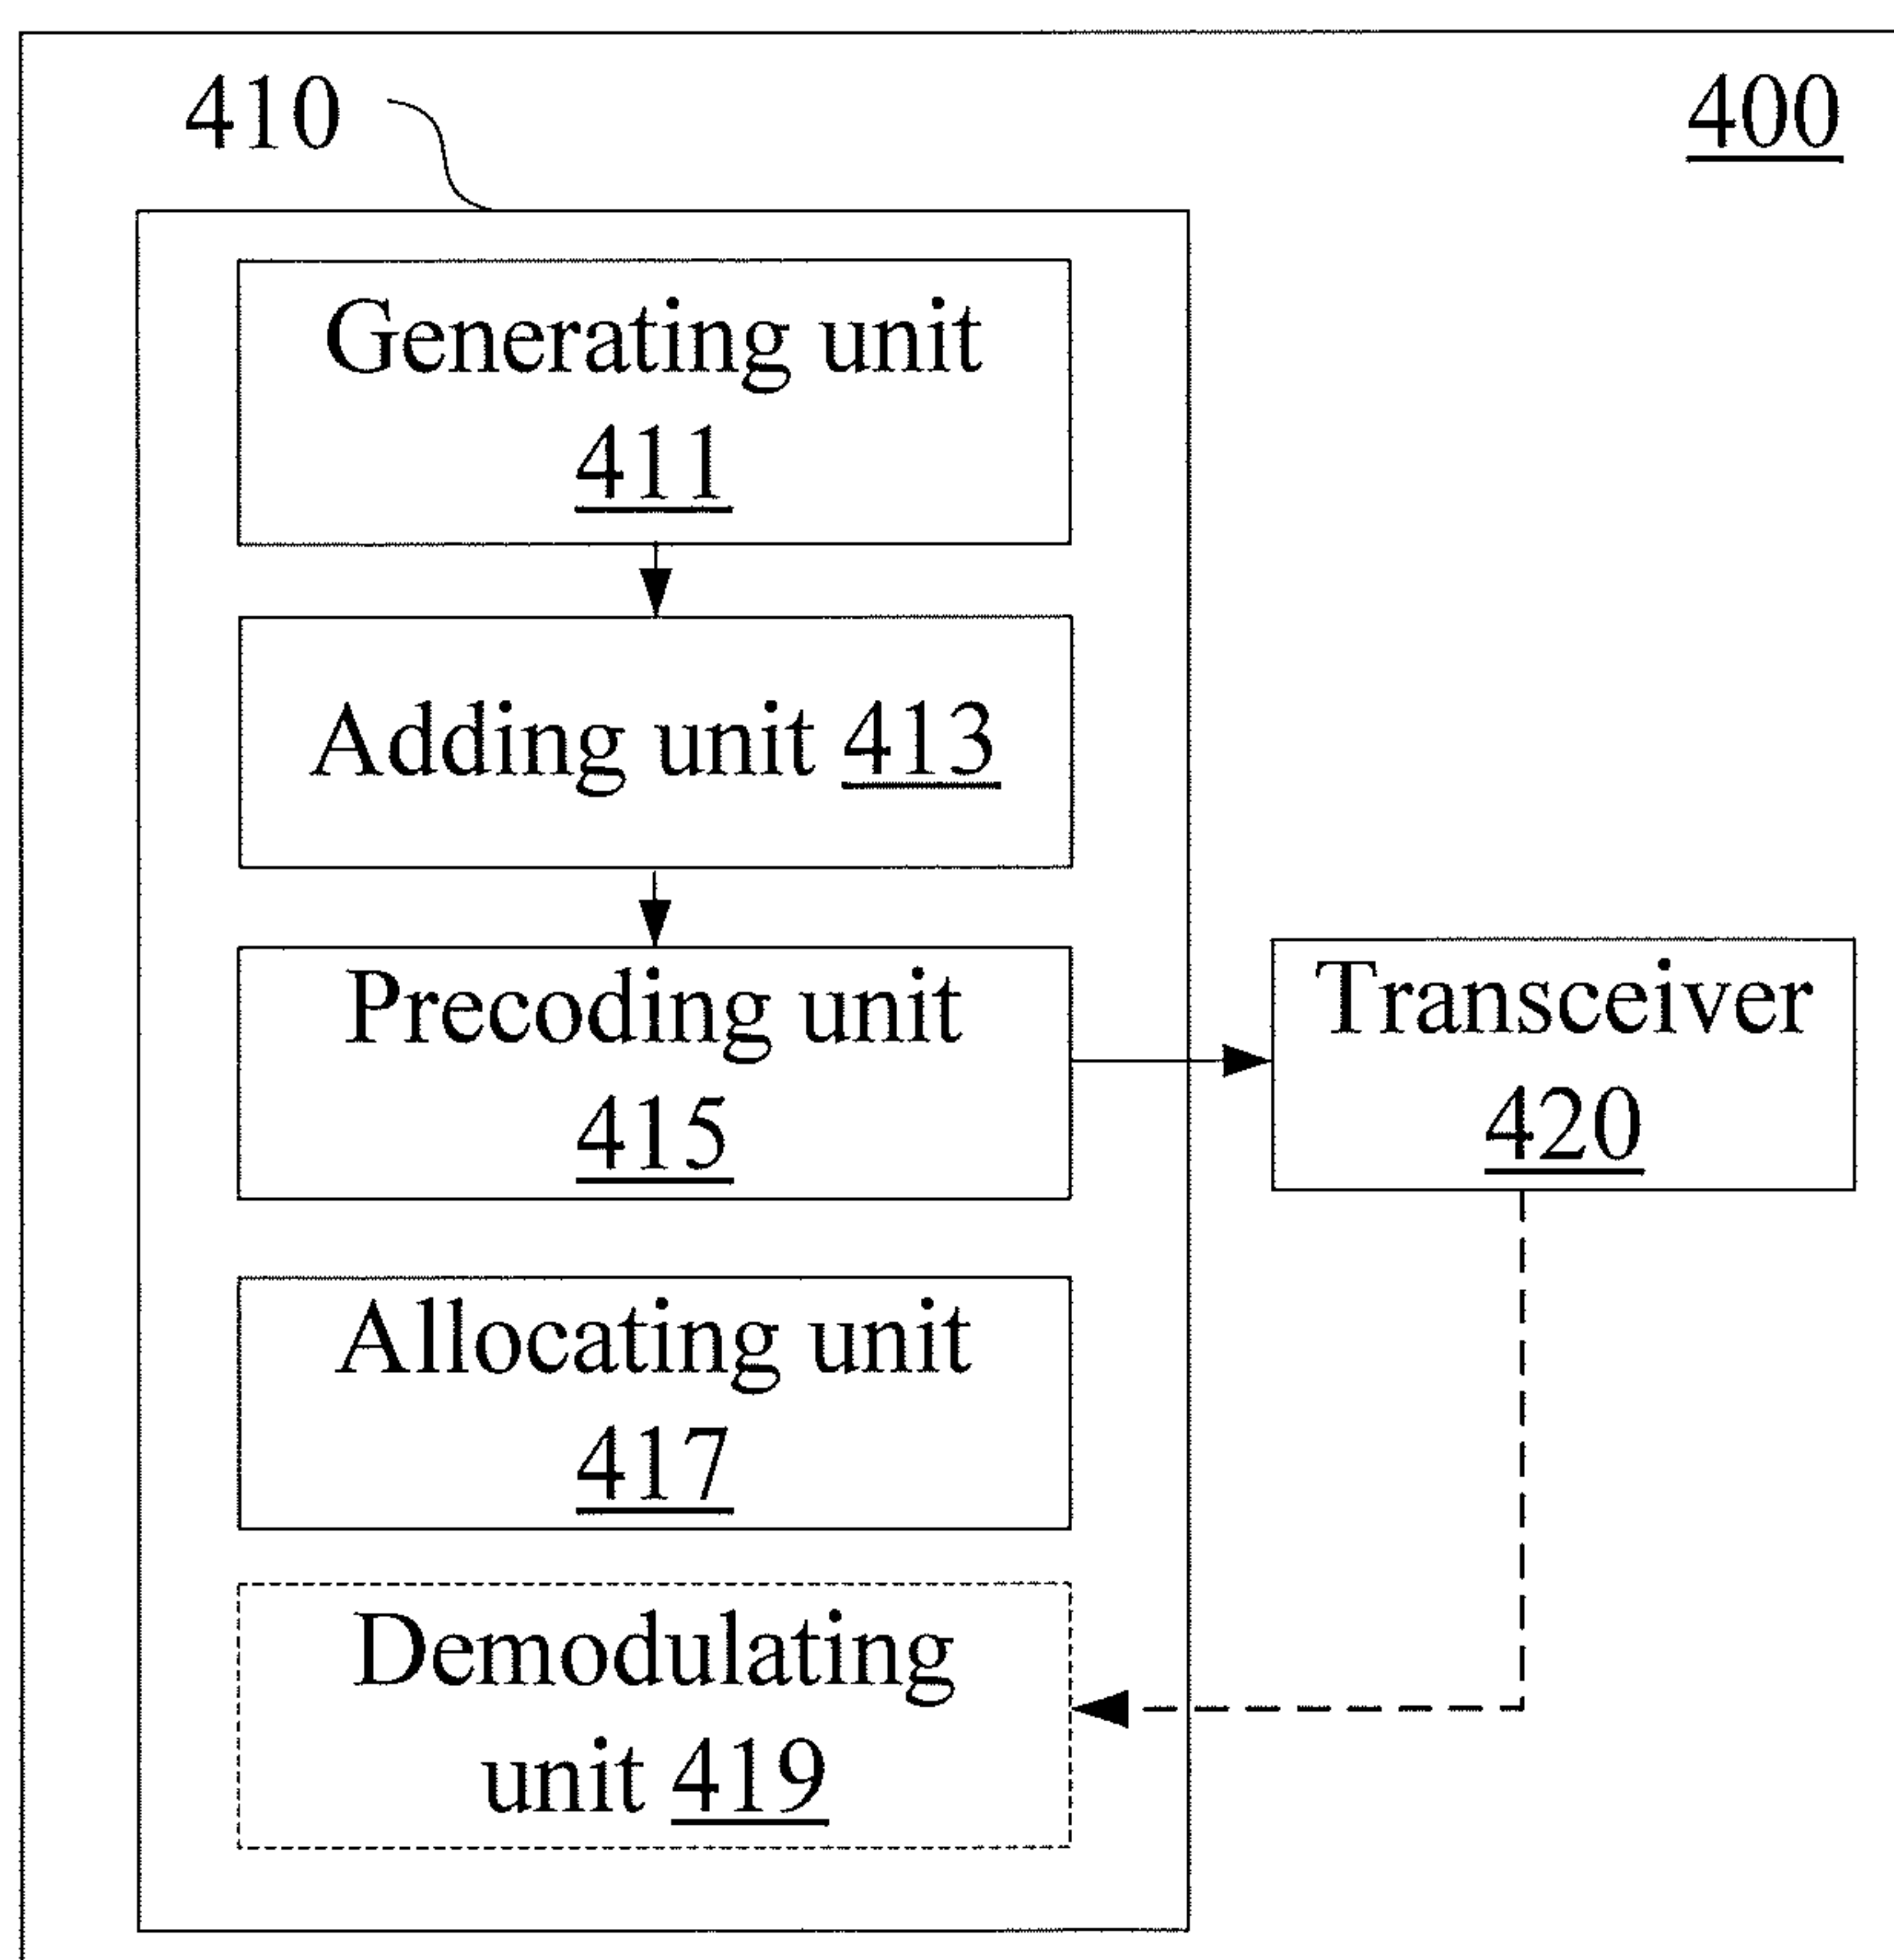 410
400
Generating unit
411
Adding unit 413
Precoding unit
415
Transceiver
420
Allocating unit
417
Demodulating
unit 419